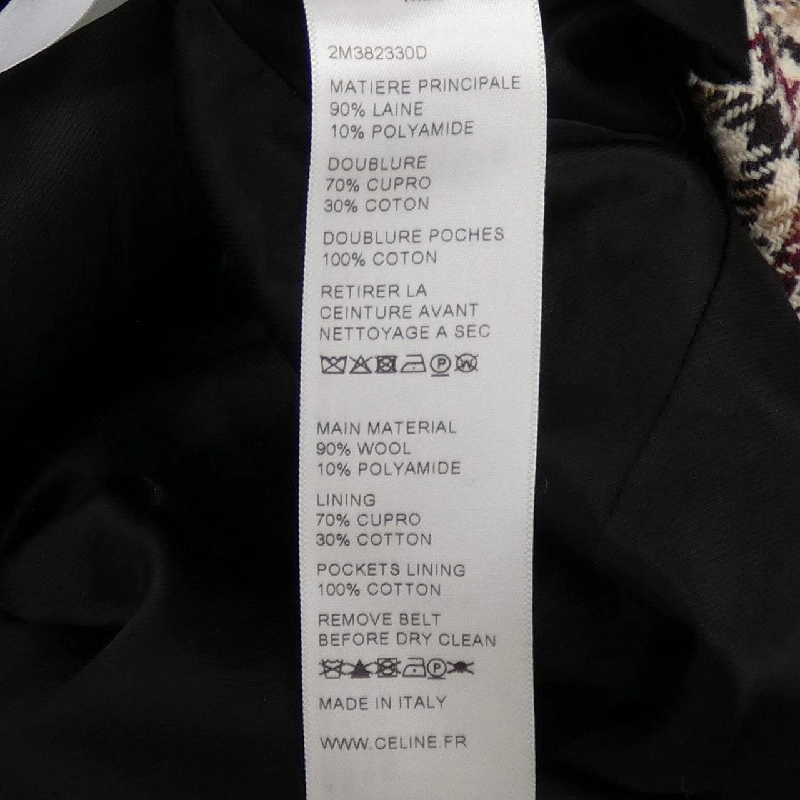 2M382330D
MATIERE PRINCIPALE
90% LAINE
10% POLYAMIDE
DOUBLURE
70% CUPRO
30% COTON
DOUBLURE POCHES
100% COTON
RETIRER LA
CEINTURE AVANT
NETTOYAGE A SEC
MAIN MATERIAL
90% WOOL
10% POLYAMIDE
LINING
70% CUPRO
30% COTTON
POCKETS LINING
100% COTTON
REMOVE BELT
BEFORE DRY CLEAN
MADE IN ITALY
WWW.CELINE.FR